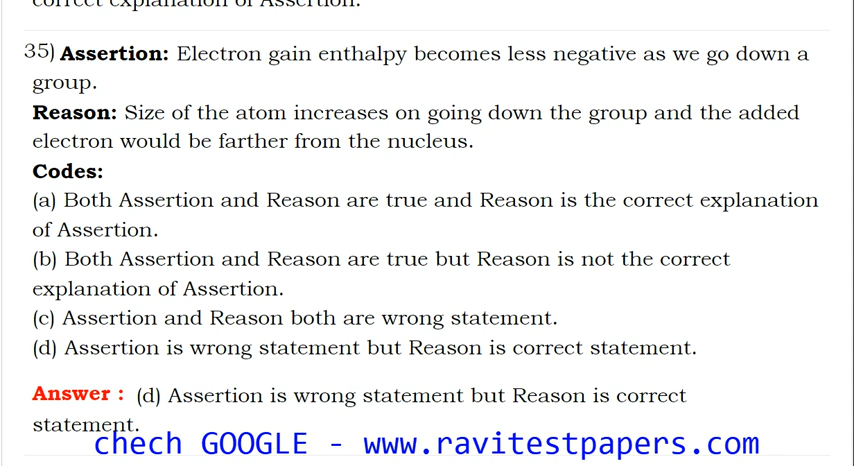 correct explanation of Assertion.
35) Assertion: Electron gain enthalpy becomes less negative as we go down a
group.
Reason: Size of the atom increases on going down the group and the added
electron would be farther from the nucleus.
Codes:
(a) Both Assertion and Reason are true and Reason is the correct explanation
of Assertion.
(b) Both Assertion and Reason are true but Reason is not the correct
explanation of Assertion.
(c) Assertion and Reason both are wrong statement.
(d) Assertion is wrong statement but Reason is correct statement.
Answer : (d) Assertion is wrong statement but Reason is correct
statement.
chech GOOGLE - www.ravitestpapers.com